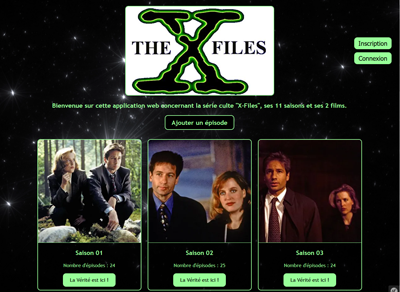 THE X FILES
Inscription
Connexion
Bienvenue sur cette application web concernant la série culte "X-Files", ses 11 saisons et ses 2 films.
Ajouter un épisode
Saison 01
Saison 02
Saison 03
Nombre d'épisodes : 24
Nombre d'épisodes : 25
Nombre d'épisodes : 24
La Vérité est ici !
La Vérité est ici !
La Vérité est ici !